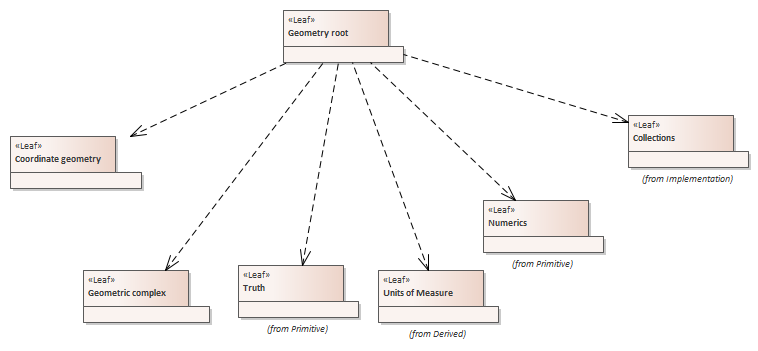 «Leaf»
Geometry root
«Leaf»
Coordinate geometry
«Leaf»
Collections
(from Implementation)
«Leaf»
Numerics
(from Primitive)
«Leaf»
Geometric complex
«Leaf»
Truth
(from Primitive)
«Leaf»
Units of Measure
(from Derived)